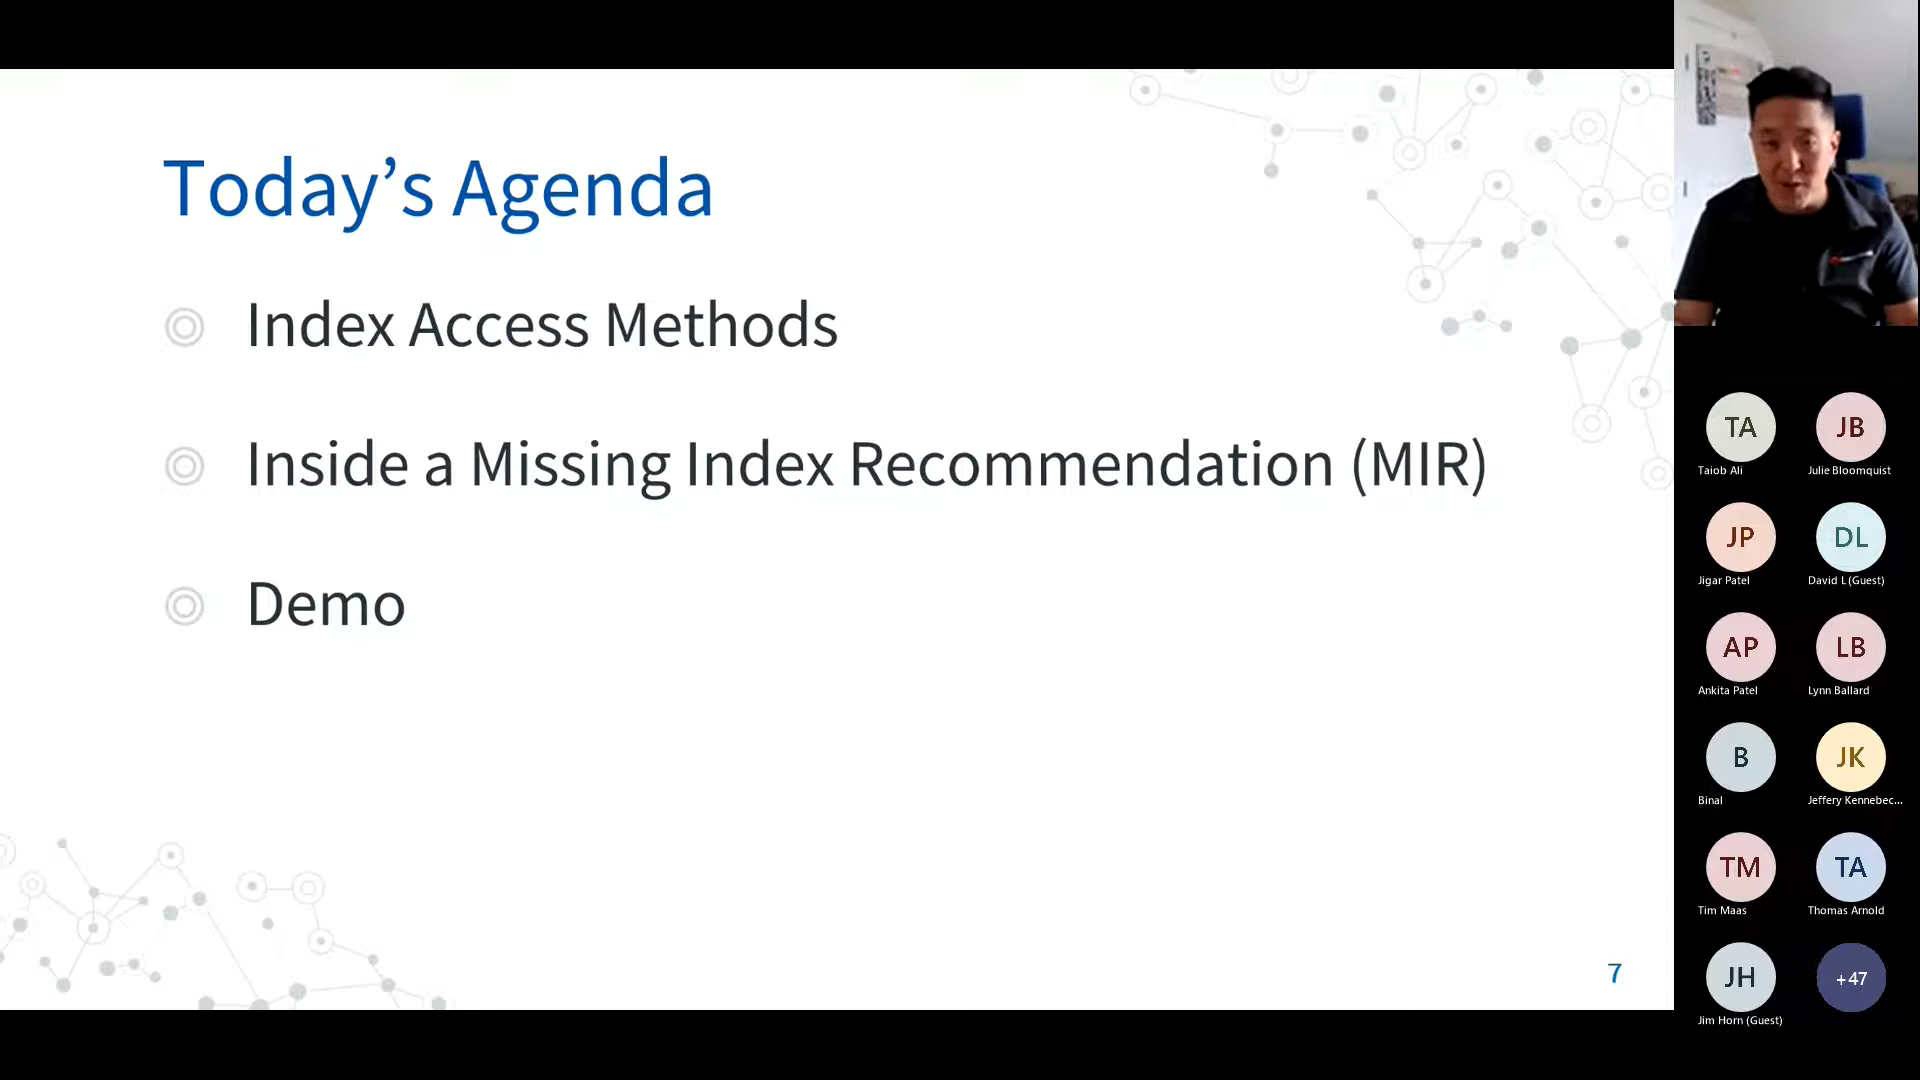 Today’s Agenda
Index Access Methods
Inside a Missing Index Recommendation (MIR)
Demo
7
TA
JB
Taiob Ali
Julie Bloomquist
JP
DL
Jigar Patel
David L (Guest)
AP
LB
Ankita Patel
Lynn Ballard
B
JK
Binal
Jeffery Kennebec...
TM
TA
Tim Maas
Thomas Arnold
JH
+47
Jim Horn (Guest)